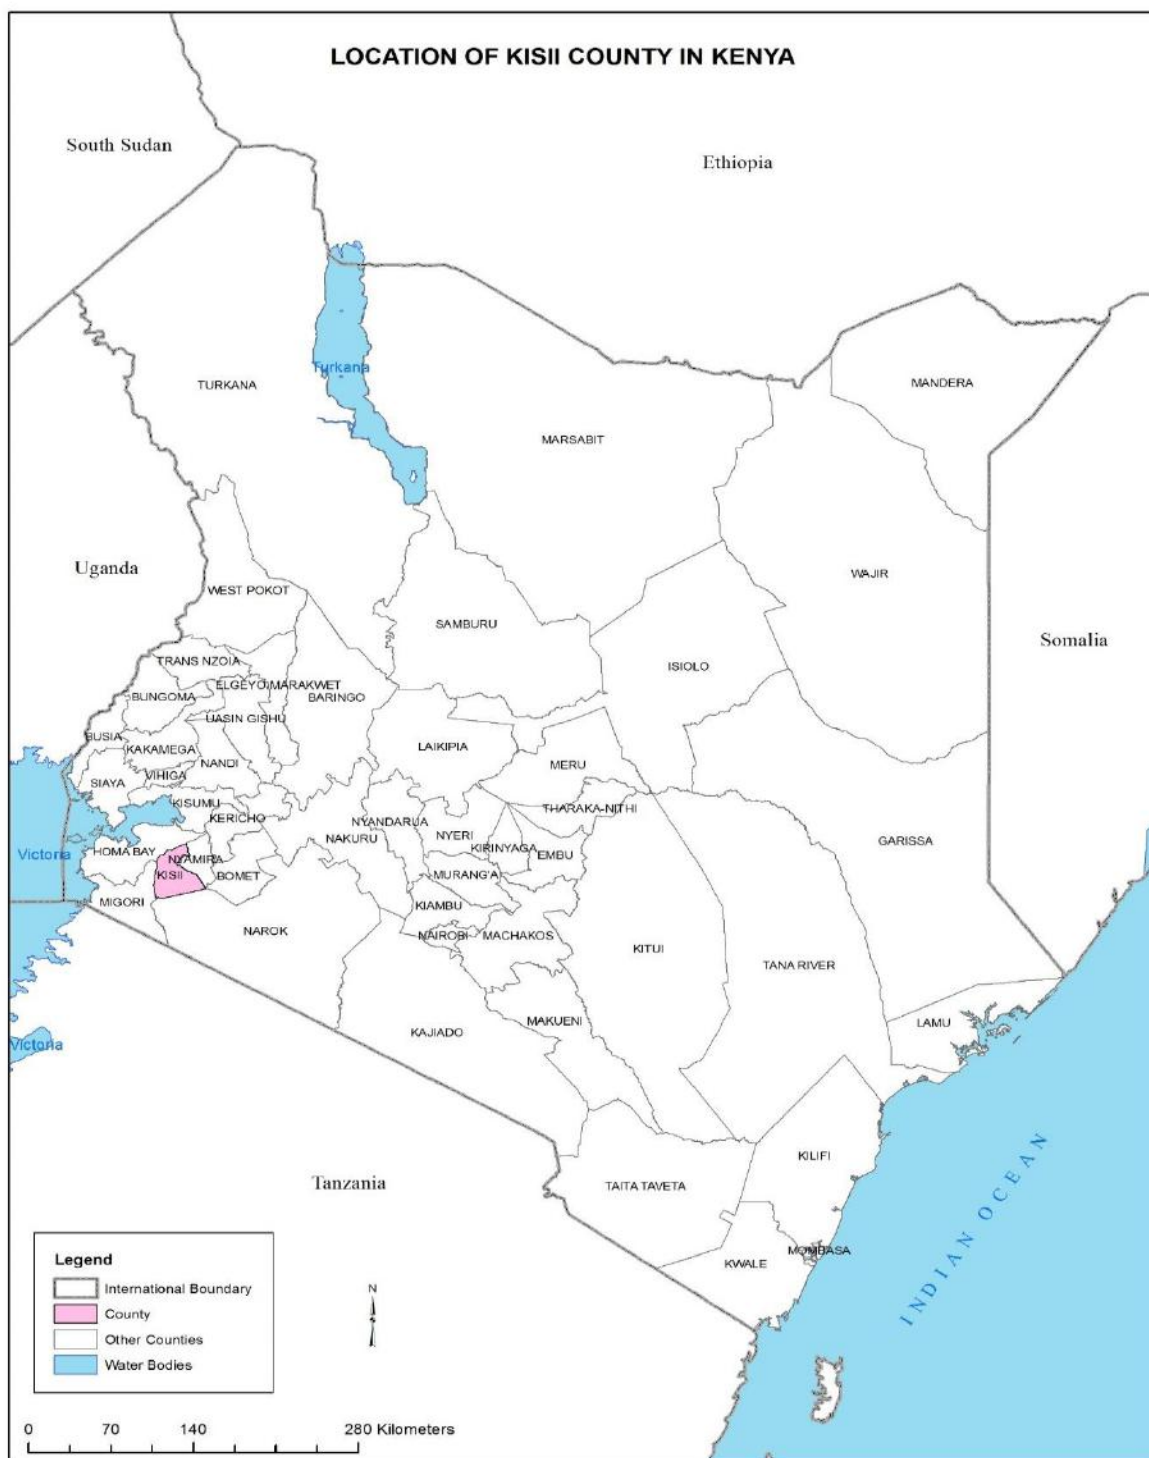 LOCATION OF KISII COUNTY IN KENYA
South Sudan
Ethiopia
Turkana
TURKANA
MANDERA
MARSABIT
Uganda
WAJIR
WEST POKOT
SAMBURU
Somalia
ISIOLO
TRANS NZOIA
ELGEYO/MARAKWET
BUNGOMA
BARINGO
UASIN GISHU
BUSIA
KAKAMEGA
LAIKIPIA
NANDI
MERU
VIHIGA
SIAYA
KISUMU
THARAKA-NITHI
KERICHO
NYANDARUA
NYERI
NAKURU
GARISSA
KIRINYAGA
HOMA BAY
Victoria
EMBU
NYAMIRA
KISII
BOMET
MURANG'A
MIGORI
KIAMBU
NAROK
NAIROBI
MACHAKOS
KITUI
TANA RIVER
MAKUENI
LAMU
KAJIADO
Victoria
KILIFI
Tanzania
TAITA TAVETA
INDIAN OCEAN
MOMBASA
KWALE
Legend
International Boundary
County
Other Counties
Water Bodies
N
0 70 140 280 Kilometers